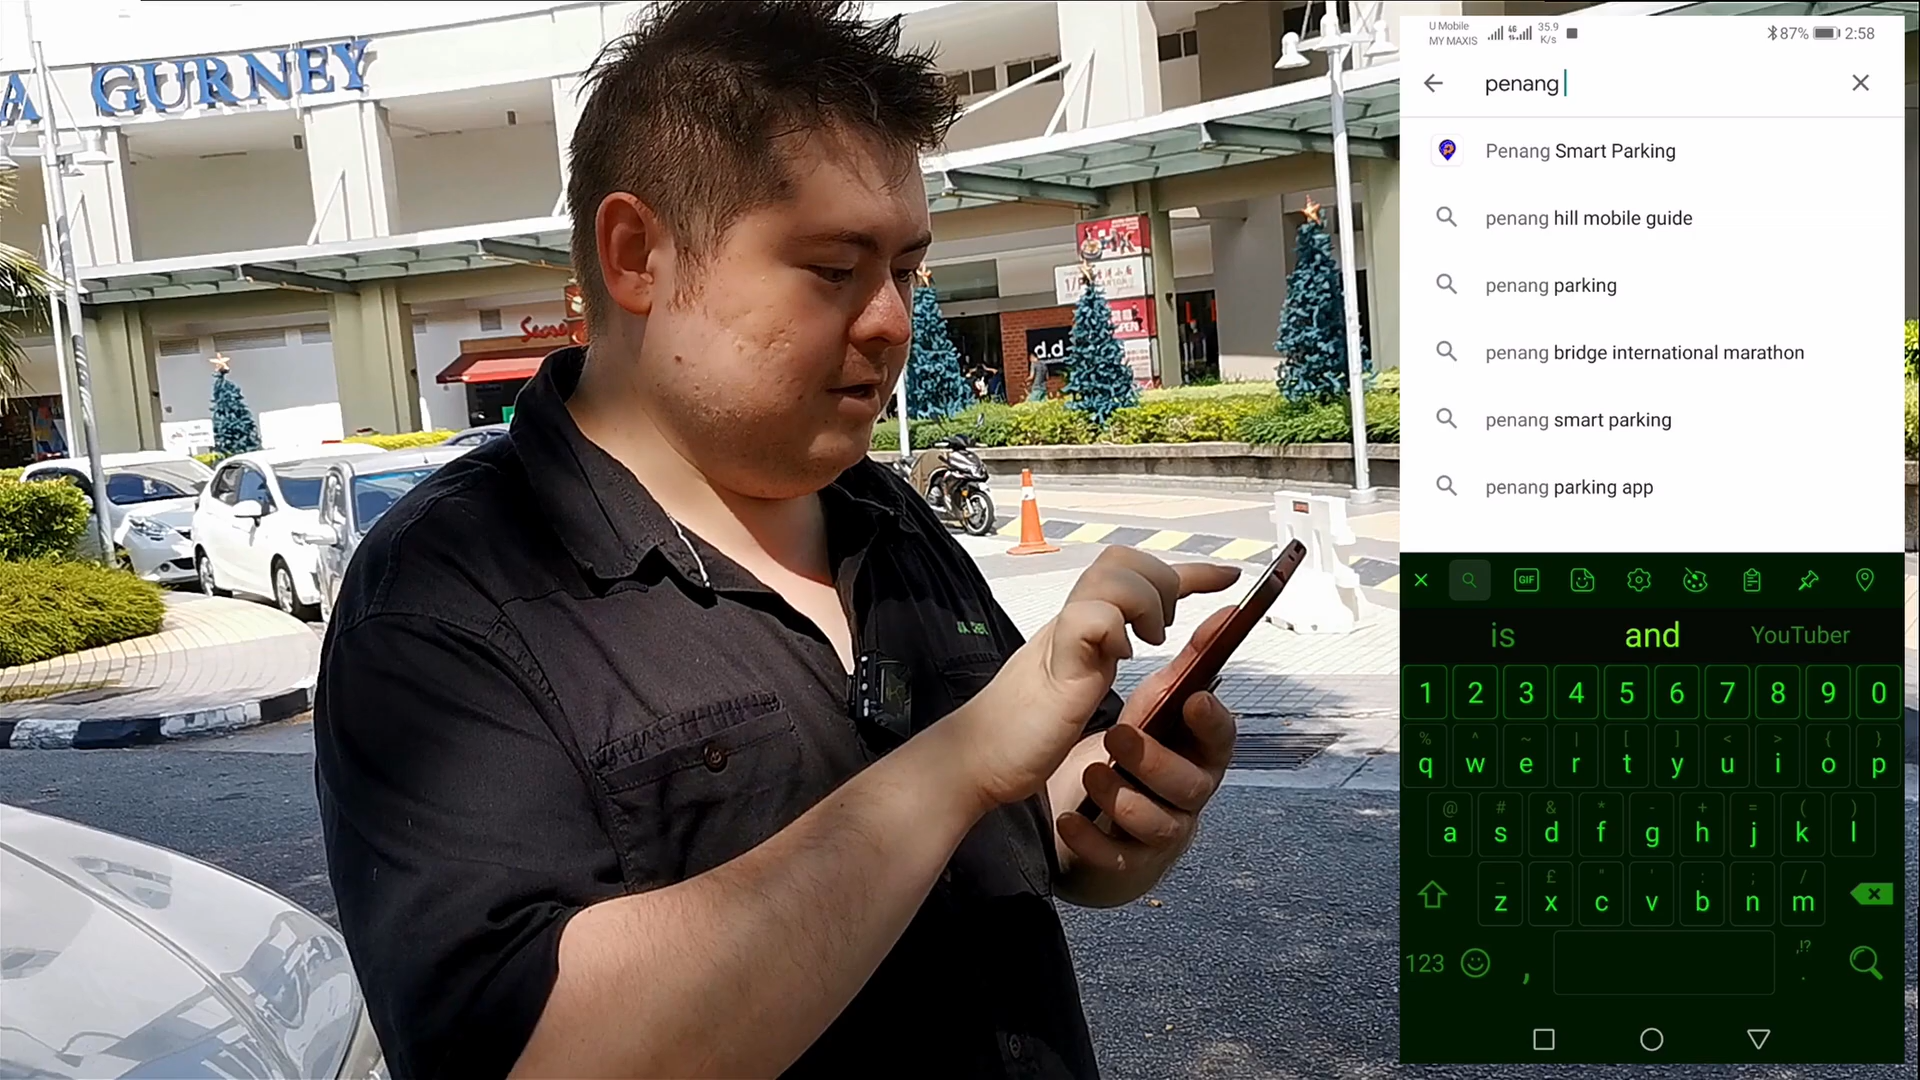 A GURNEY
d.d
U Mobile
MY MAXIS
4G
35.9
K/s
87%
2:58
penang
Penang Smart Parking
penang hill mobile guide
penang parking
penang bridge international marathon
penang smart parking
penang parking app
GIF
is and YouTuber
1 2 3 4 5 6 7 8 9 0
% ^ ~ | [ ] < > { }
q w e r t y u i o p
@ # & * - + = ( )
a s d f g h j k l
_ £ " ' : ; /
z x c v b n m
,!?
123 , .